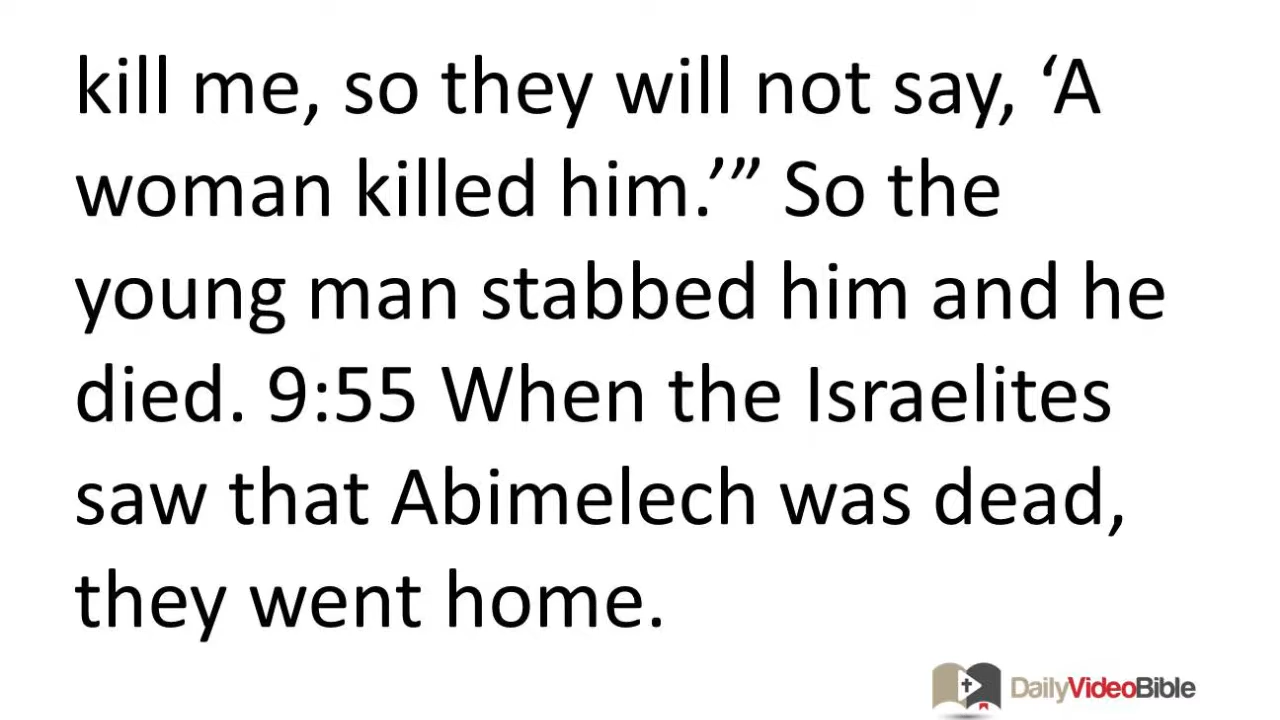 kill me, so they will not say, ‘A
woman killed him.’” So the
young man stabbed him and he
died. 9:55 When the Israelites
saw that Abimelech was dead,
they went home.
DailyVideoBible